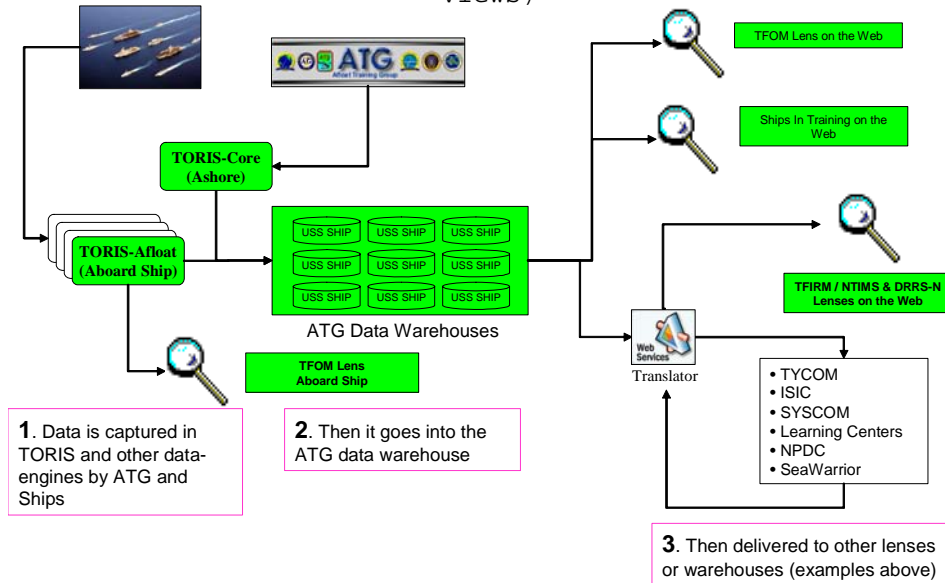 views)
ATG
Afloat Training Group
TFOM Lens on the Web
Ships In Training on the
Web
TORIS-Core
(Ashore)
TORIS-Afloat
(Aboard Ship)
USS SHIP USS SHIP USS SHIP
USS SHIP USS SHIP USS SHIP
USS SHIP USS SHIP USS SHIP
ATG Data Warehouses
TFIRM / NTIMS & DRRS-N
Lenses on the Web
Web
Services
Translator
TFOM Lens
Aboard Ship
• TYCOM
• ISIC
• SYSCOM
• Learning Centers
• NPDC
• SeaWarrior
1. Data is captured in
TORIS and other data-
engines by ATG and
Ships
2. Then it goes into the
ATG data warehouse
3. Then delivered to other lenses
or warehouses (examples above)